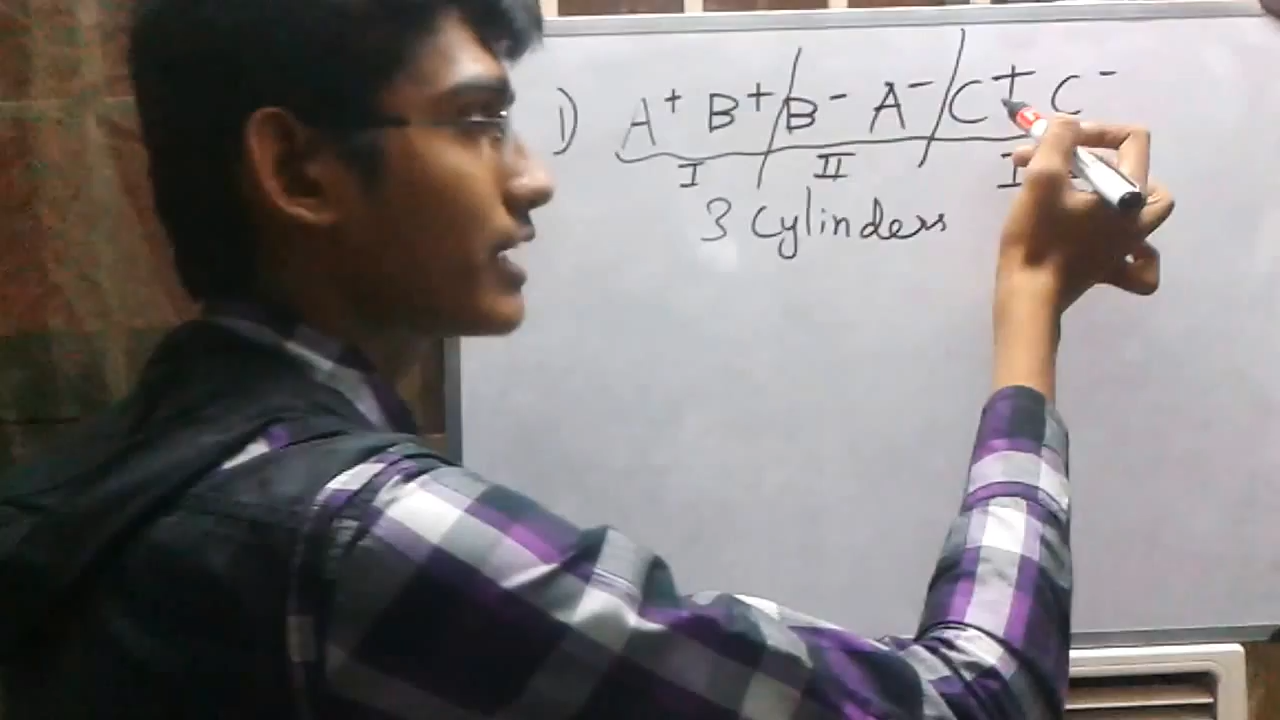 1) A+ B+ / B- A- / C+ C-
I II I
3 Cylinders